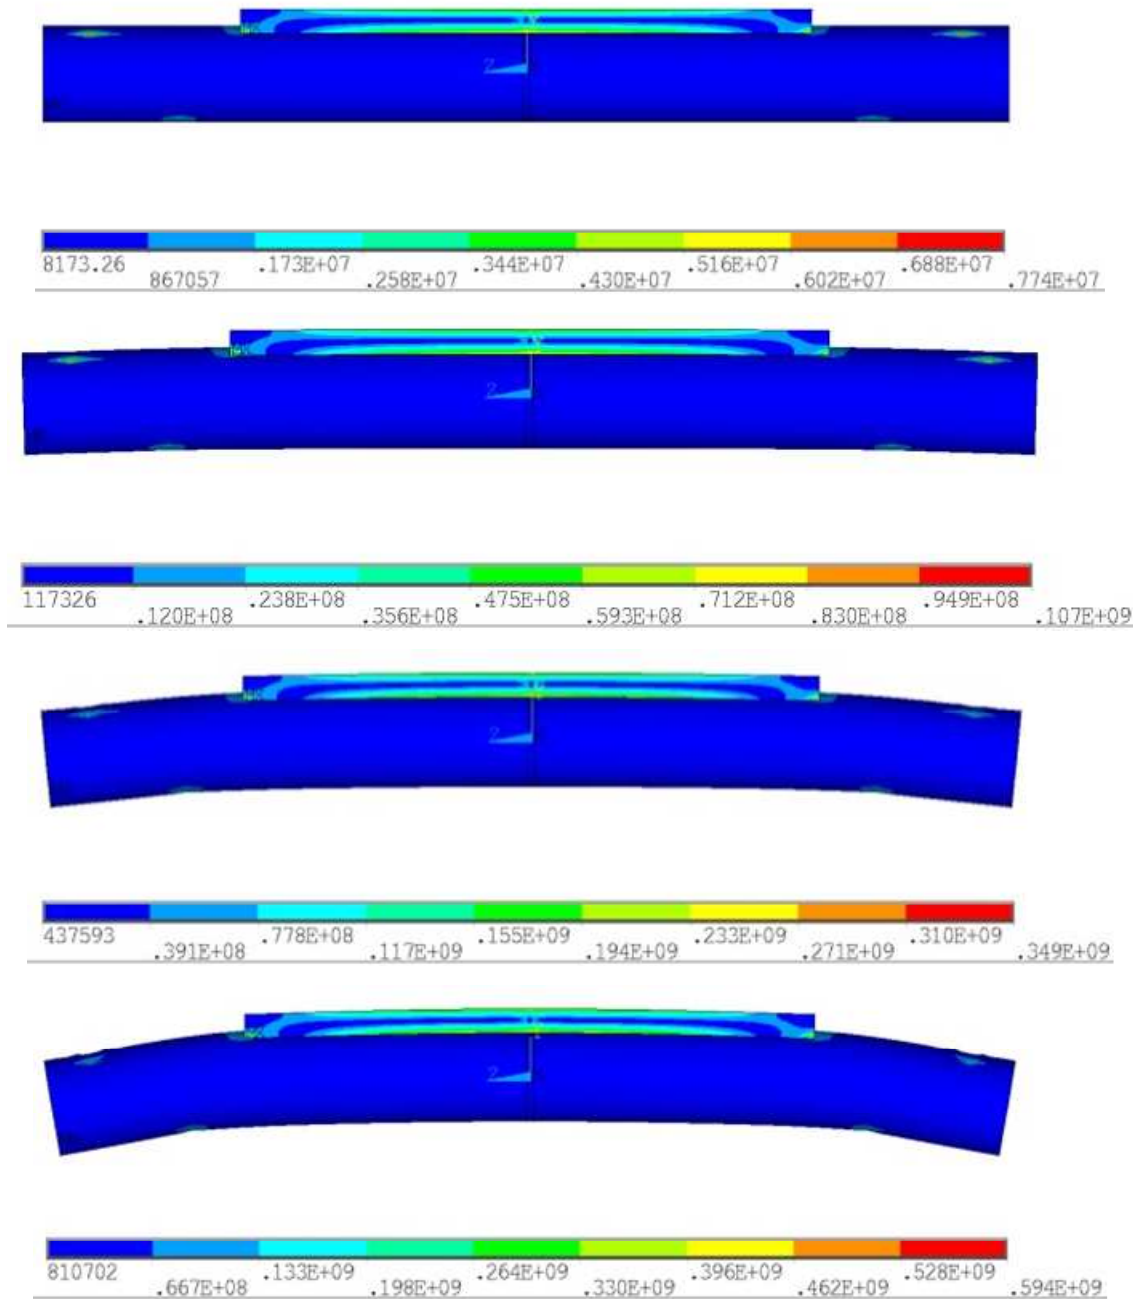 Z
8173.26 .173E+07 .344E+07 .516E+07 .688E+07
867057 .258E+07 .430E+07 .602E+07 .774E+07
Z
117326 .238E+08 .475E+08 .712E+08 .949E+08
.120E+08 .356E+08 .593E+08 .830E+08 .107E+09
Z
437593 .778E+08 .155E+09 .233E+09 .310E+09
.391E+08 .117E+09 .194E+09 .271E+09 .349E+09
Z
810702 .133E+09 .264E+09 .396E+09 .528E+09
.667E+08 .198E+09 .330E+09 .462E+09 .594E+09